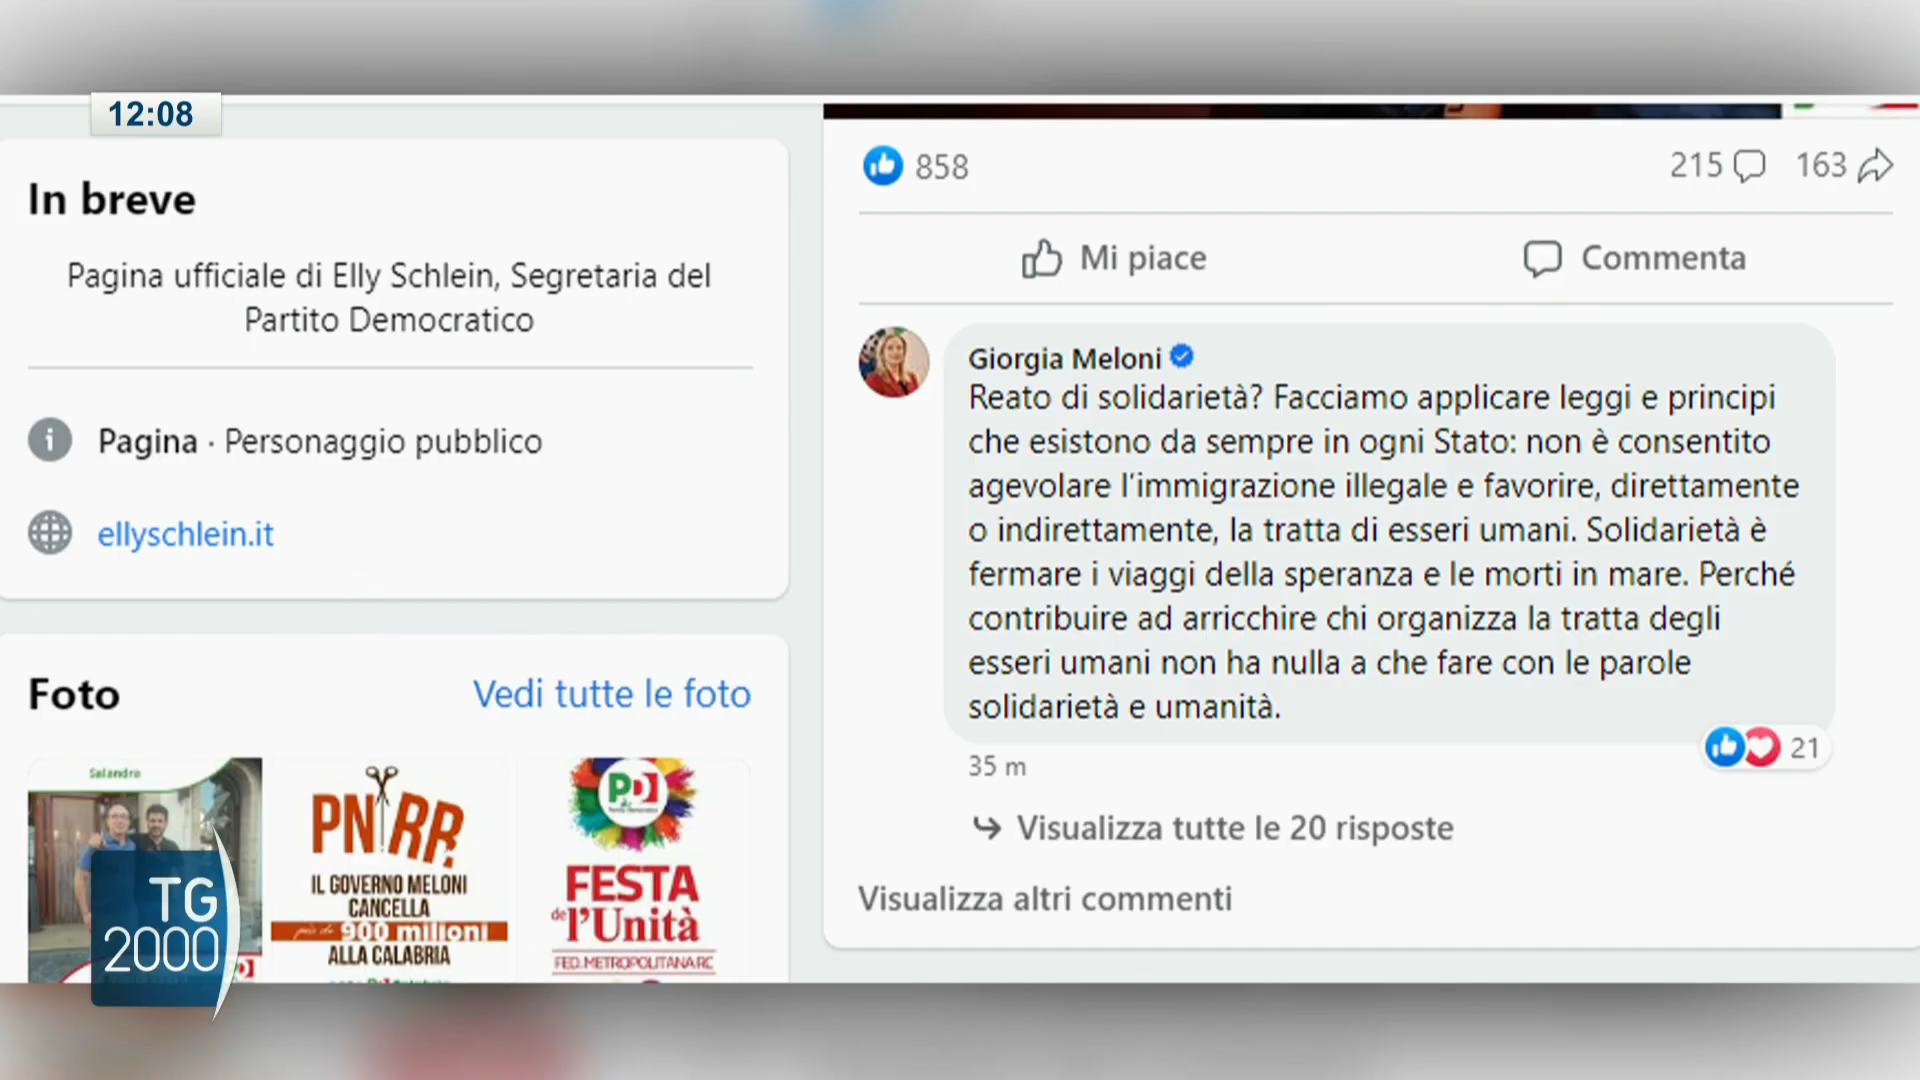 12:08
In breve
Pagina ufficiale di Elly Schlein, Segretaria del
Partito Democratico
Pagina · Personaggio pubblico
ellyschlein.it
Foto
Vedi tutte le foto
Salandro
PNRR.
IL GOVERNO MELONI
CANCELLA
più di 900 milioni
ALLA CALABRIA
PD
Partito Democratico
FESTA
de l'Unità
FED. METROPOLITANA RC
TG
2000
858
215
163
Mi piace
Commenta
Giorgia Meloni
Reato di solidarietà? Facciamo applicare leggi e principi
che esistono da sempre in ogni Stato: non è consentito
agevolare l'immigrazione illegale e favorire, direttamente
o indirettamente, la tratta di esseri umani. Solidarietà è
fermare i viaggi della speranza e le morti in mare. Perché
contribuire ad arricchire chi organizza la tratta degli
esseri umani non ha nulla a che fare con le parole
solidarietà e umanità.
21
35 m
Visualizza tutte le 20 risposte
Visualizza altri commenti